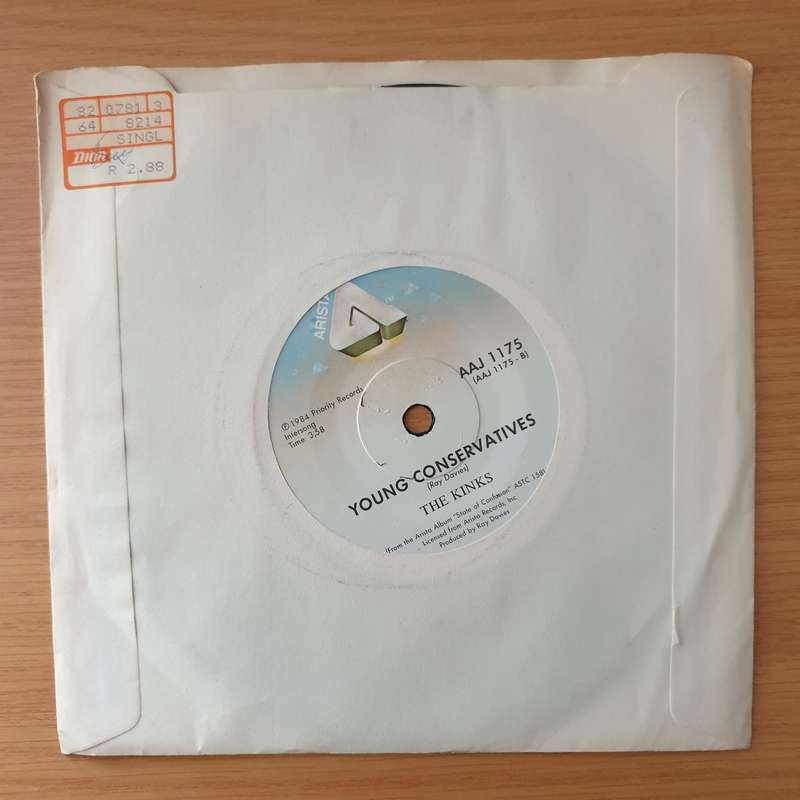 82 0781 3
64 8214
SINGL
R 2.88
ARISTA
AAJ 1175
(AAJ 1175 - B)
℗ 1984 Priority Records
Intersong
Time: 3,58
YOUNG CONSERVATIVES
(Ray Davies)
THE KINKS
(From the Arista Album "State of Confusion" ASTC 158)
Licensed from Arista Records, Inc.
Produced by Ray Davies